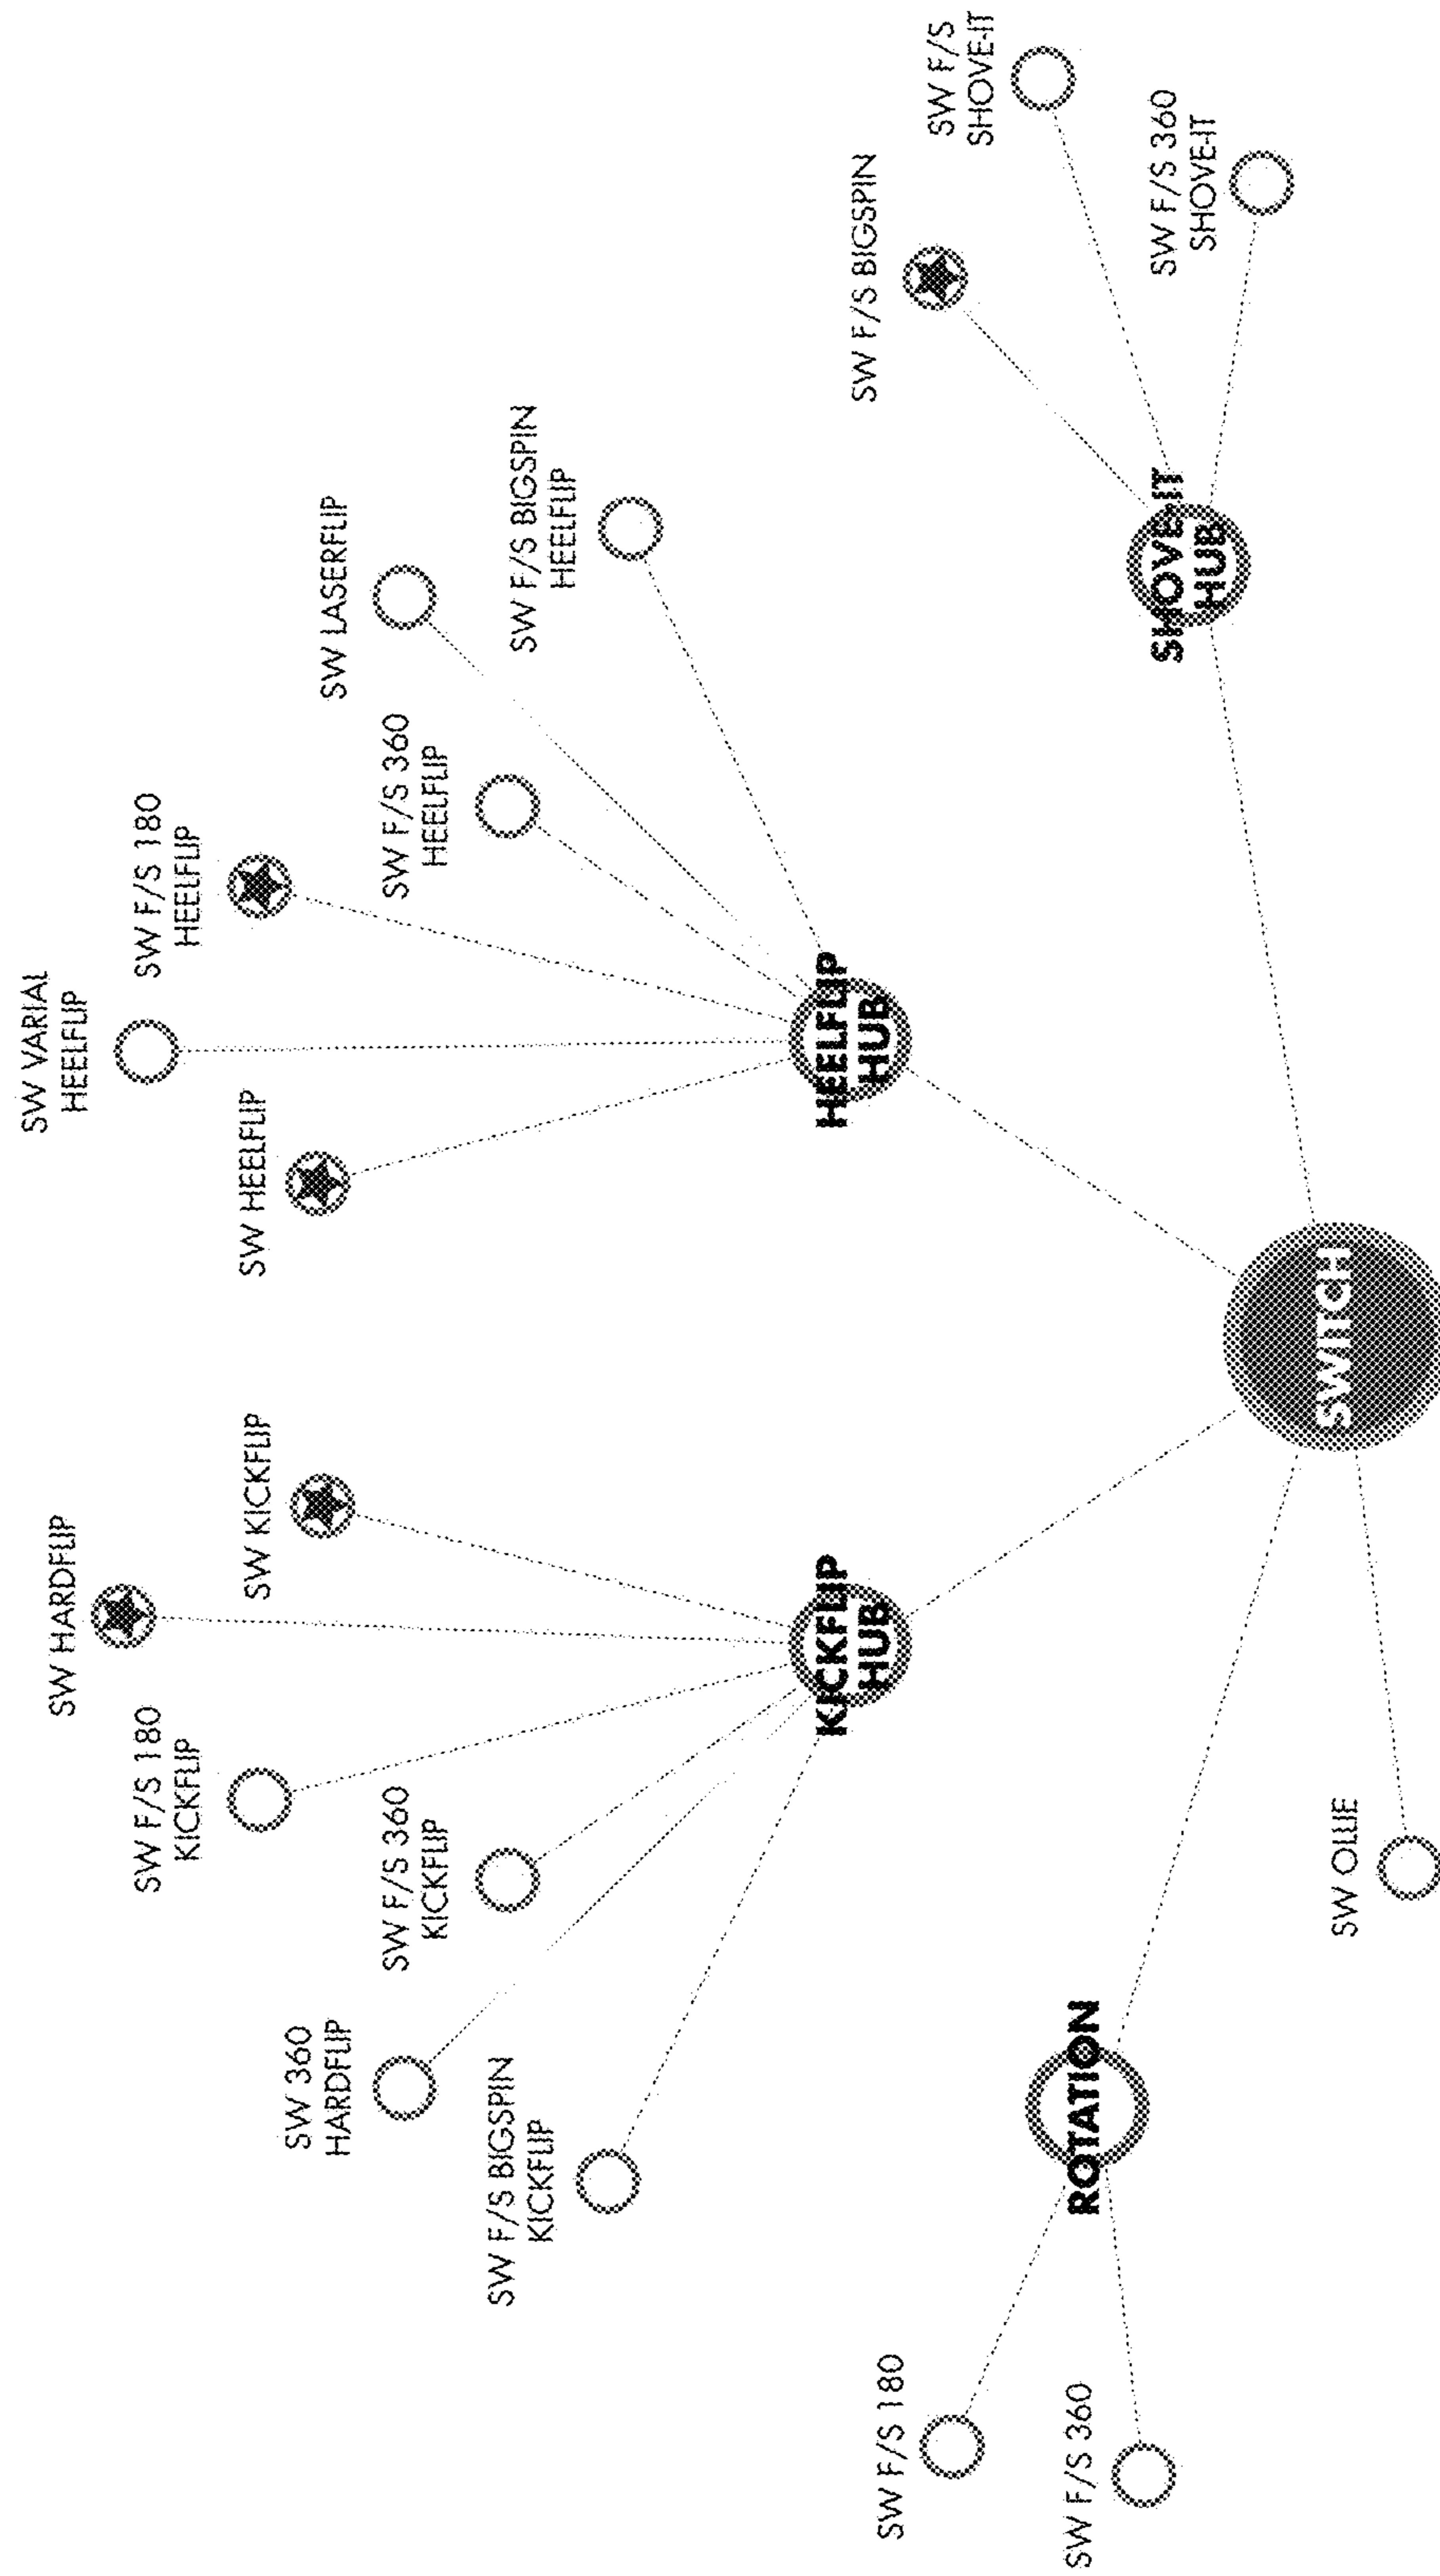 SW F/S 180
SW F/S 360
ROTATION
SW OLLIE
SWITCH
SW F/S BIGSPIN
KICKFLIP
SW 360
HARDFLIP
SW F/S 360
KICKFLIP
SW F/S 180
KICKFLIP
SW HARDFLIP
SW KICKFLIP
KICKFLIP
HUB
SW HEELFLIP
SW VARIAL
HEELFLIP
SW F/S 180
HEELFLIP
SW F/S 360
HEELFLIP
SW LASERFLIP
SW F/S BIGSPIN
HEELFLIP
HEELFLIP
HUB
SW F/S BIGSPIN
SW F/S
SHOVE-IT
SW F/S 360
SHOVE-IT
SHOVE-IT
HUB